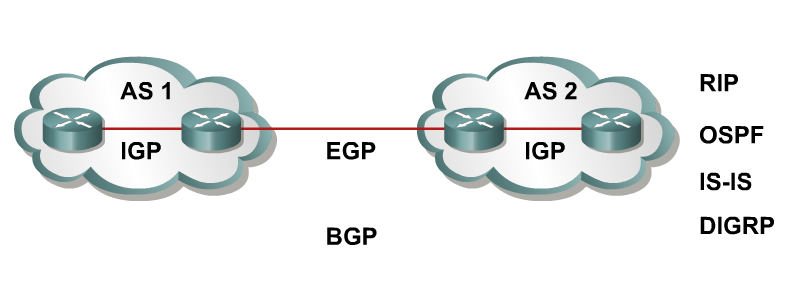 AS 1
IGP
EGP
BGP
AS 2
IGP
RIP
OSPF
IS-IS
DIGRP